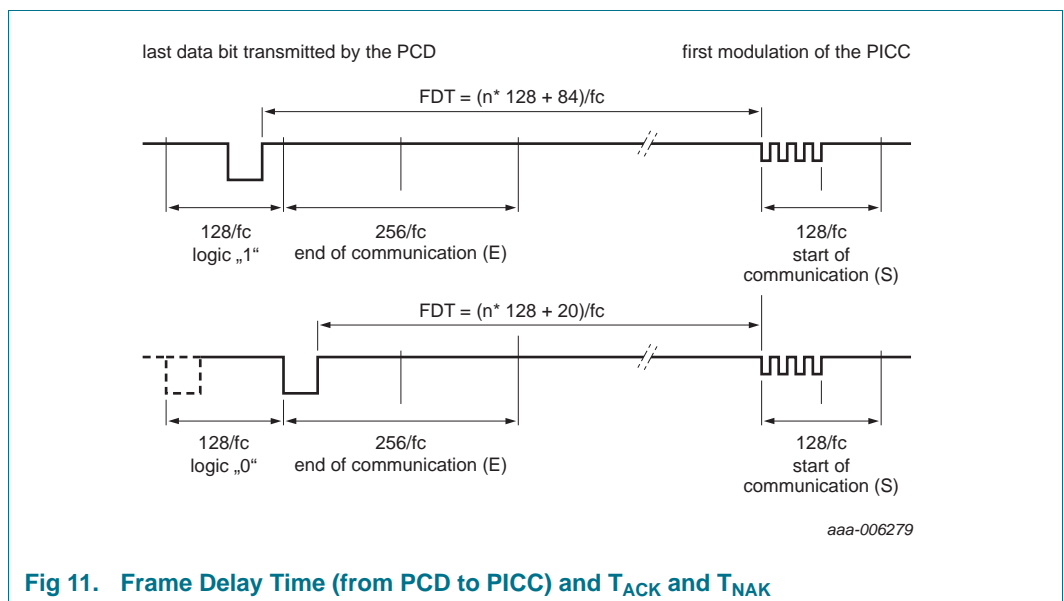 last data bit transmitted by the PCD
first modulation of the PICC
FDT = (n* 128 + 84)/fc
128/fc
logic „1“
256/fc
end of communication (E)
128/fc
start of
communication (S)
FDT = (n* 128 + 20)/fc
128/fc
logic „0“
256/fc
end of communication (E)
128/fc
start of
communication (S)
aaa-006279
Fig 11. Frame Delay Time (from PCD to PICC) and TACK and TNAK